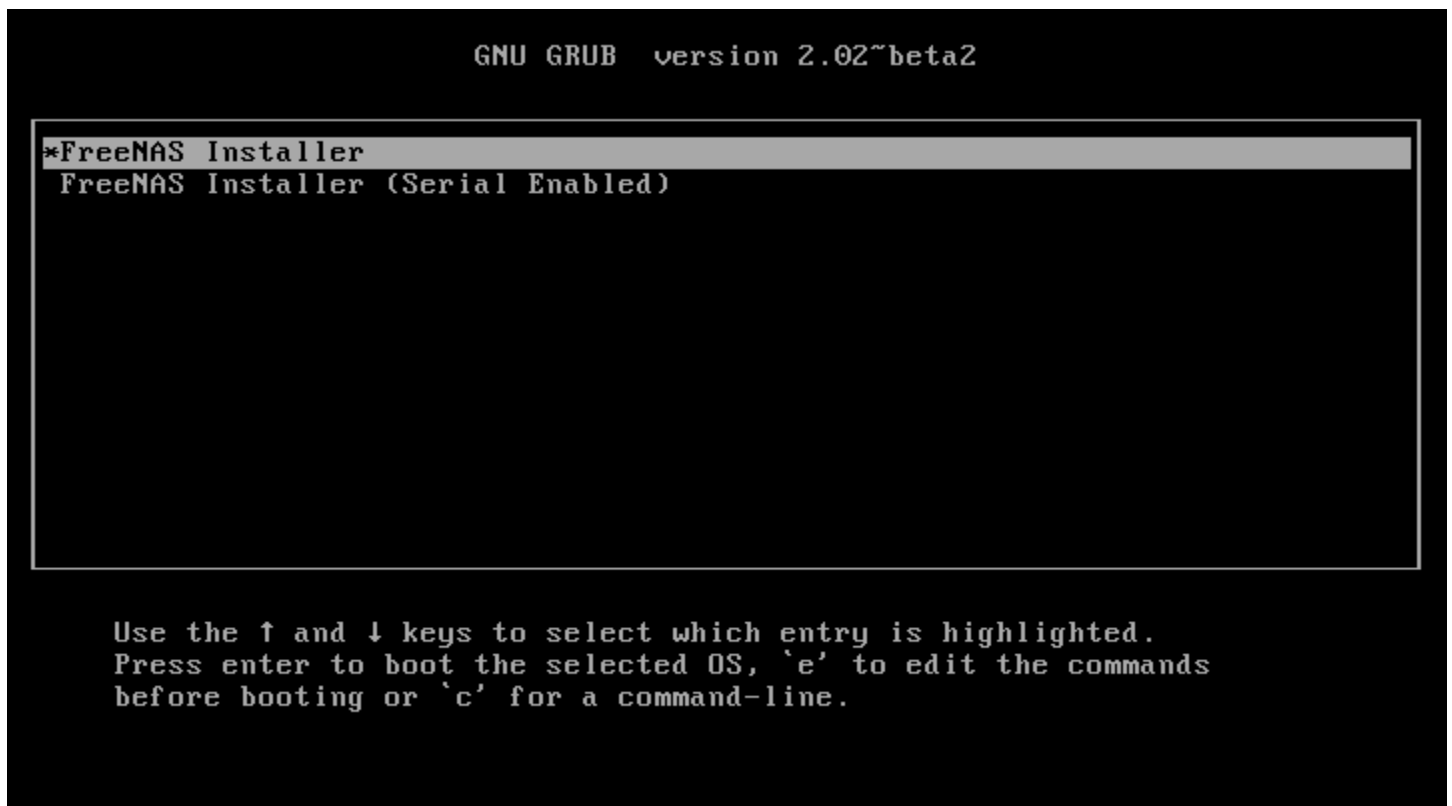 GNU GRUB  version 2.02~beta2
*FreeNAS Installer
FreeNAS Installer (Serial Enabled)
Use the ↑ and ↓ keys to select which entry is highlighted.
Press enter to boot the selected OS, `e' to edit the commands
before booting or `c' for a command-line.